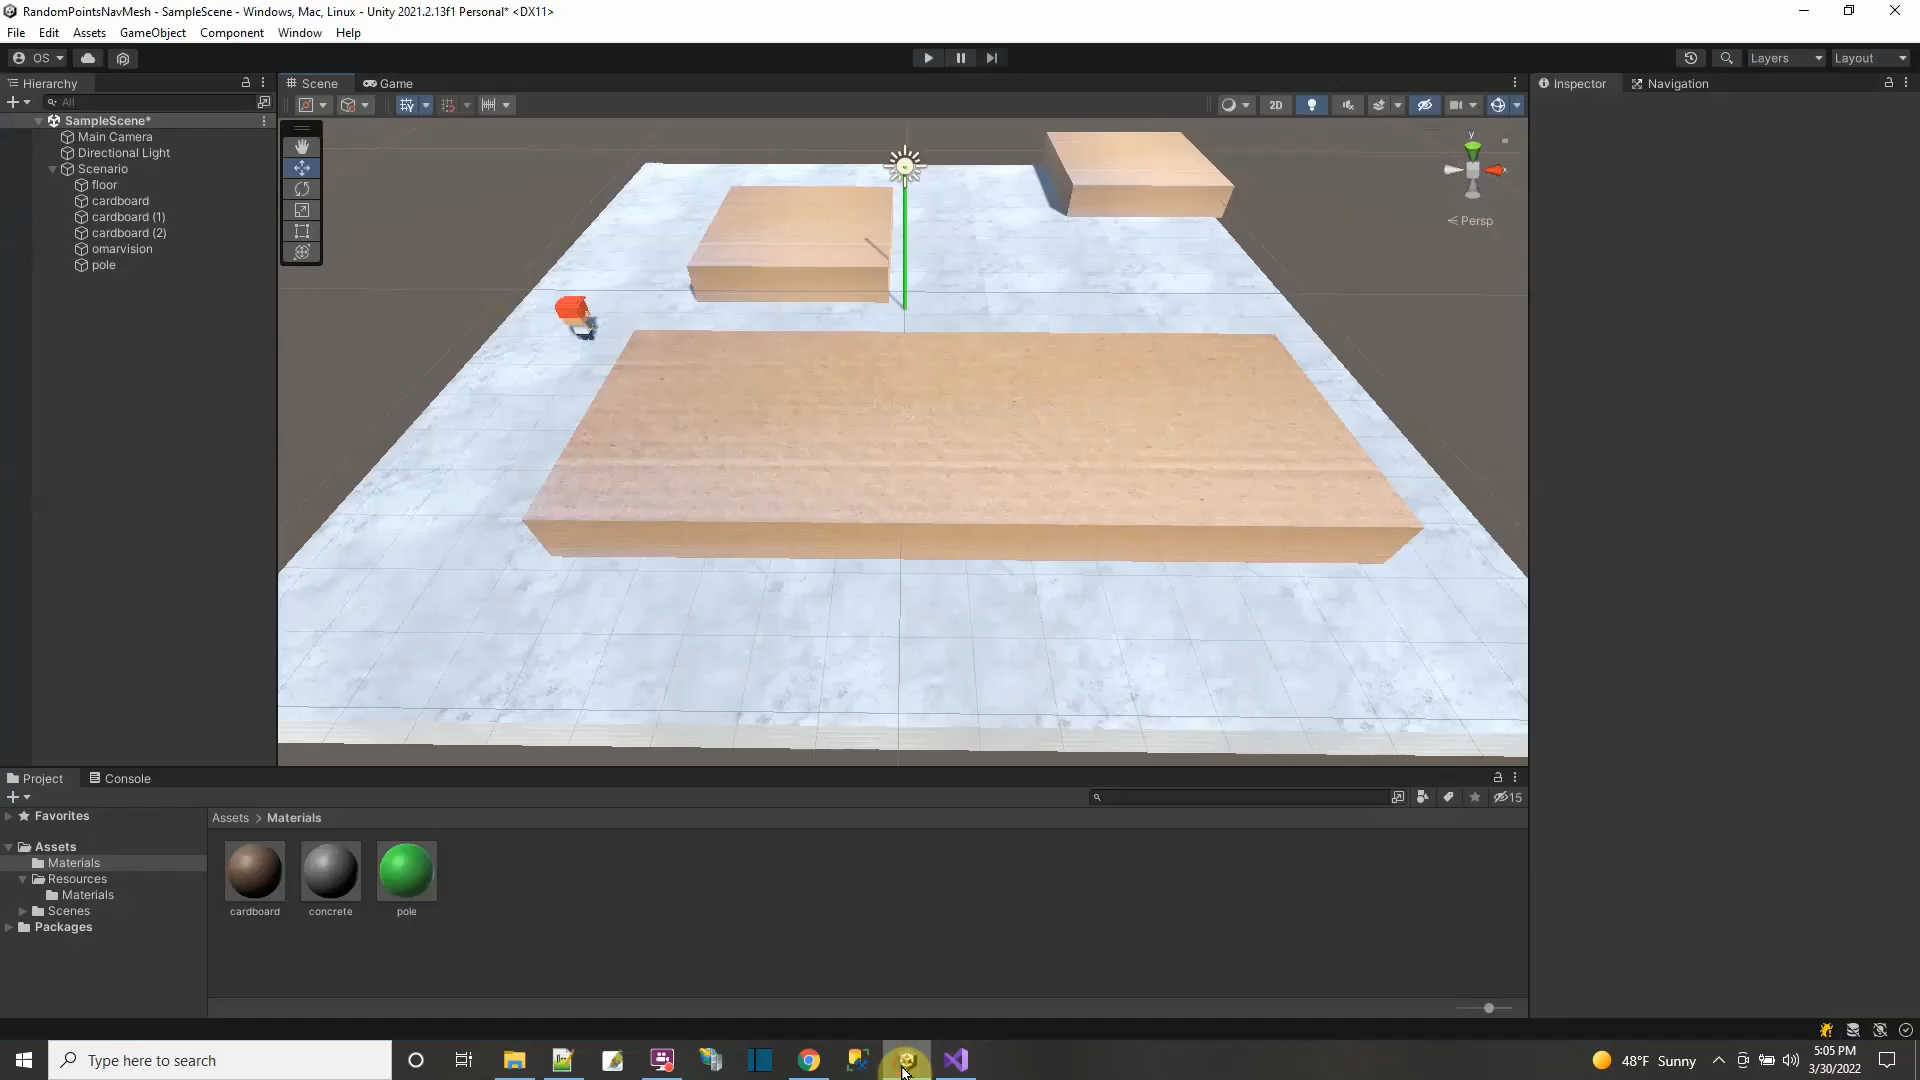 RandomPointsNavMesh - SampleScene - Windows, Mac, Linux - Unity 2021.2.13f1 Personal* <DX11>
File Edit Assets GameObject Component Window Help
OS
Layers Layout
Hierarchy
Scene Game
Inspector Navigation
All
2D
SampleScene*
Main Camera
Directional Light
Scenario
floor
cardboard
cardboard (1)
cardboard (2)
omarvision
pole
y
Persp
Project Console
15
Favorites
Assets > Materials
Assets
Materials
Resources
Materials
Scenes
Packages
cardboard concrete pole
Type here to search
48°F Sunny
5:05 PM
3/30/2022